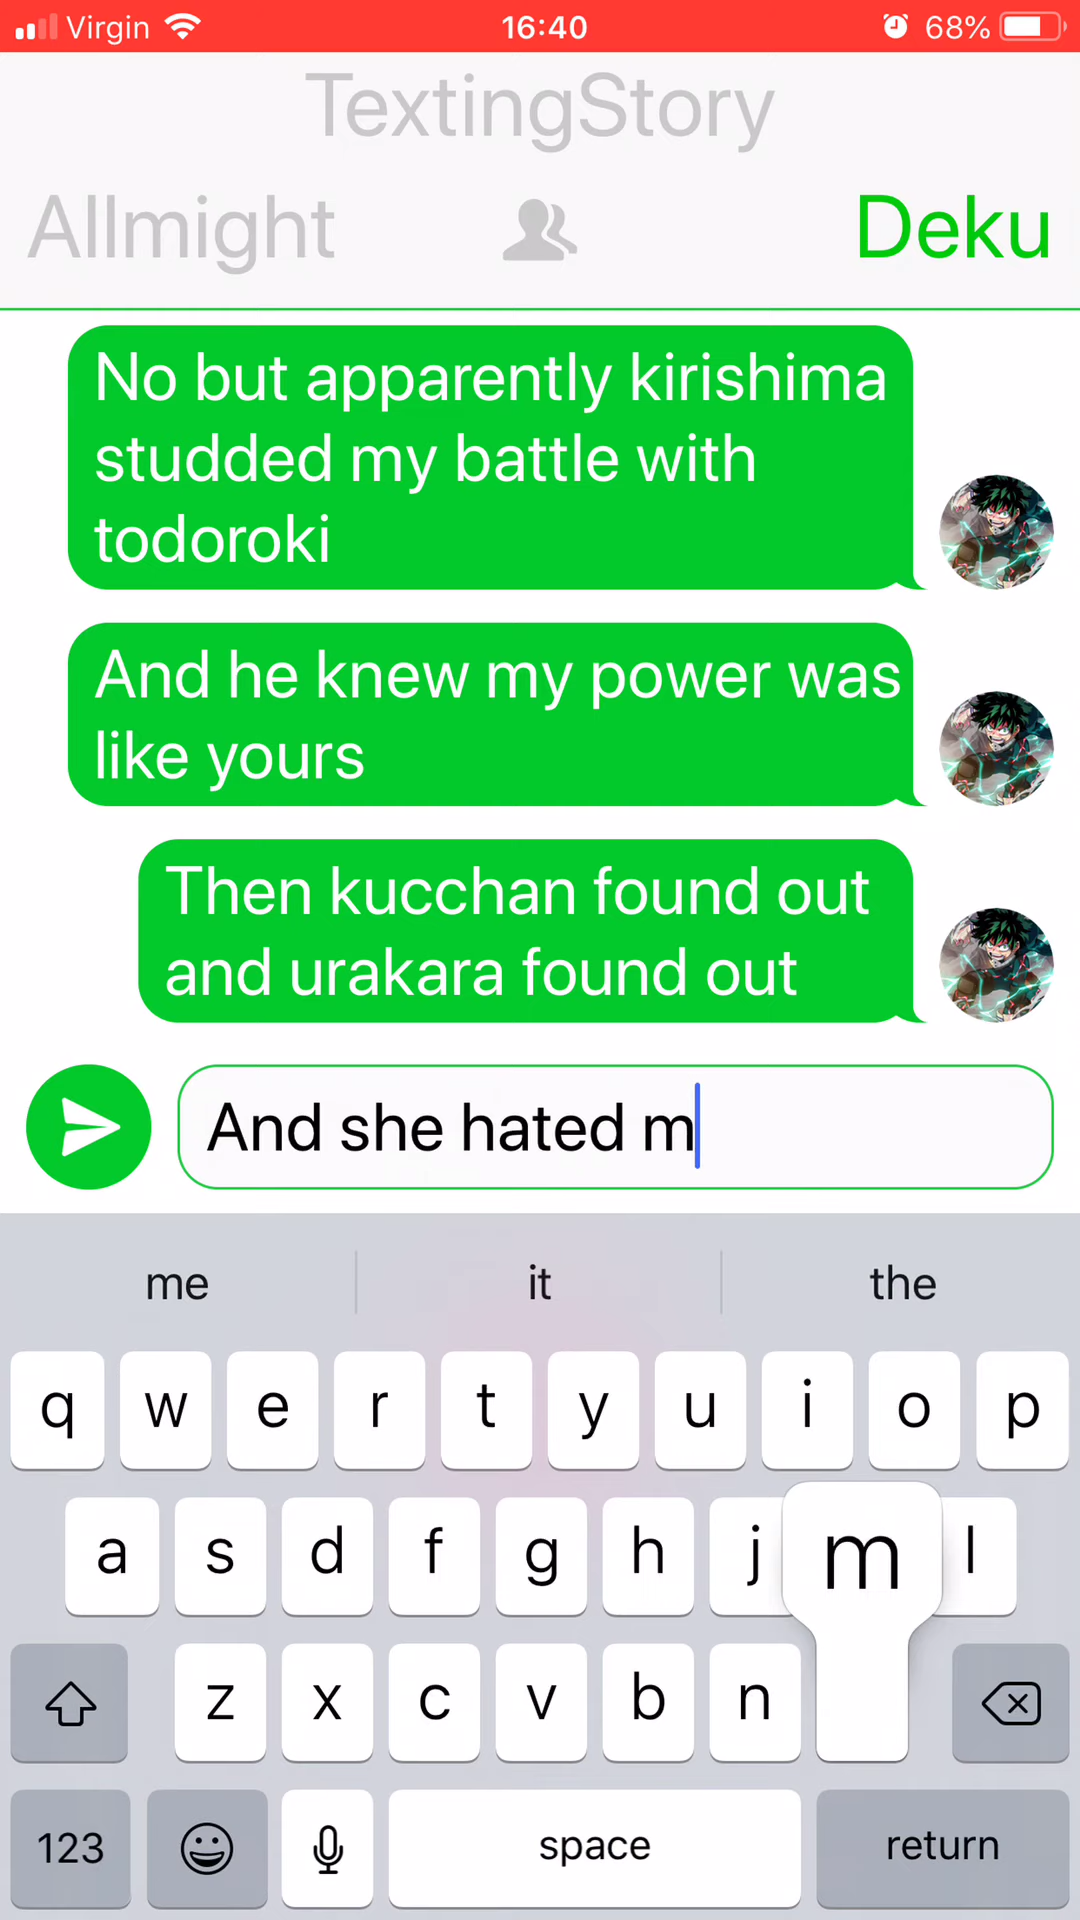 Virgin 16:40 68%
TextingStory
Allmight Deku
No but apparently kirishima
studded my battle with
todoroki
And he knew my power was
like yours
Then kucchan found out
and urakara found out
And she hated m
me it the
q w e r t y u i o p
a s d f g h j m l
z x c v b n
123 space return